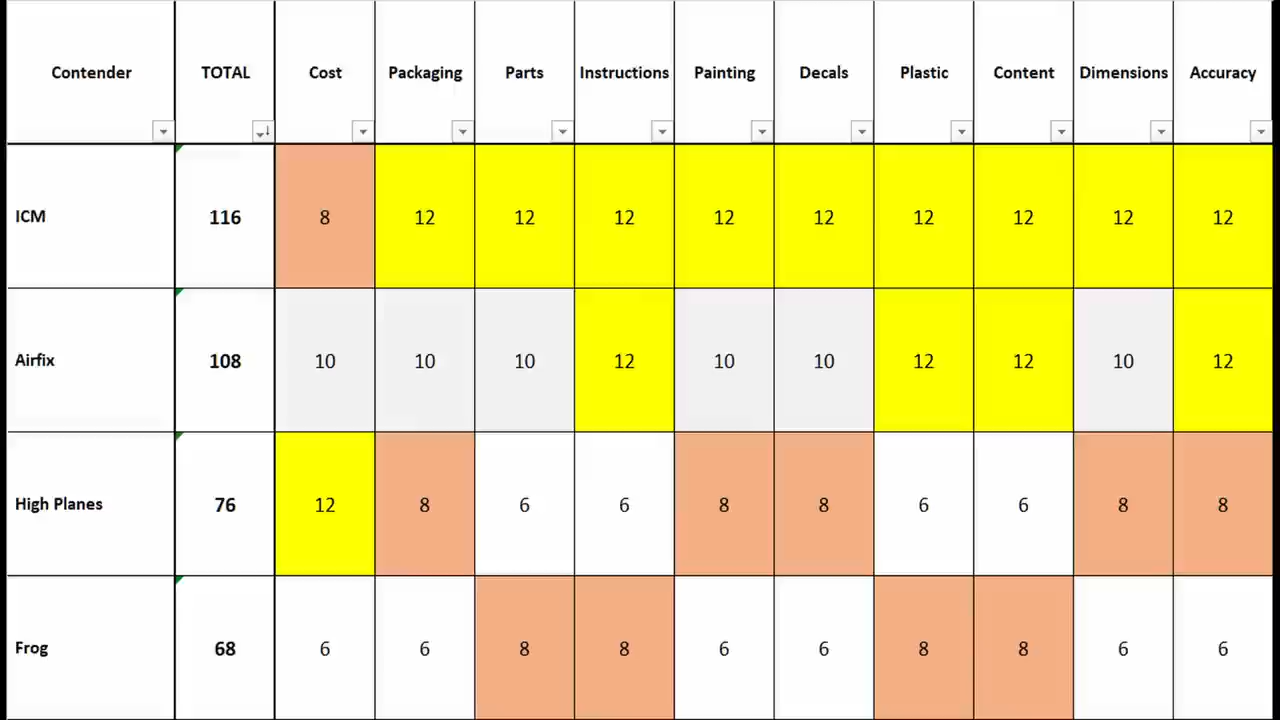 Contender TOTAL Cost Packaging Parts Instructions Painting Decals Plastic Content Dimensions Accuracy
ICM 116 8 12 12 12 12 12 12 12 12 12
Airfix 108 10 10 10 12 10 10 12 12 10 12
High Planes 76 12 8 6 6 8 8 6 6 8 8
Frog 68 6 6 8 8 6 6 8 8 6 6